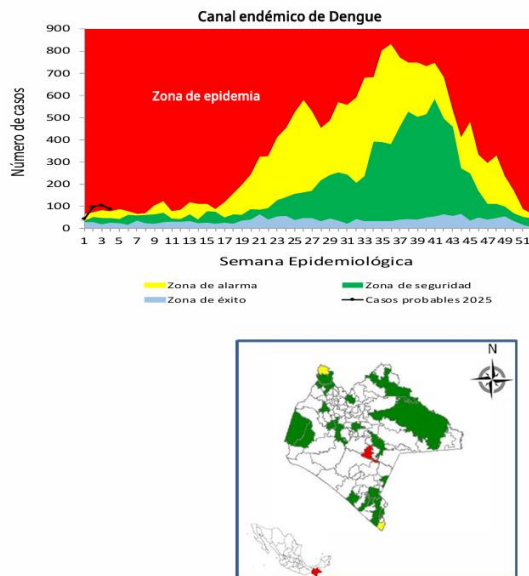 Canal endémico de Dengue
Número de casos
900
800
700
600
500
400
300
200
100
0
Zona de epidemia
1 3 5 7 9 11 13 15 17 19 21 23 25 27 29 31 33 35 37 39 41 43 45 47 49 51
Semana Epidemiológica
Zona de alarma Zona de seguridad
Zona de éxito Casos probables 2025
N